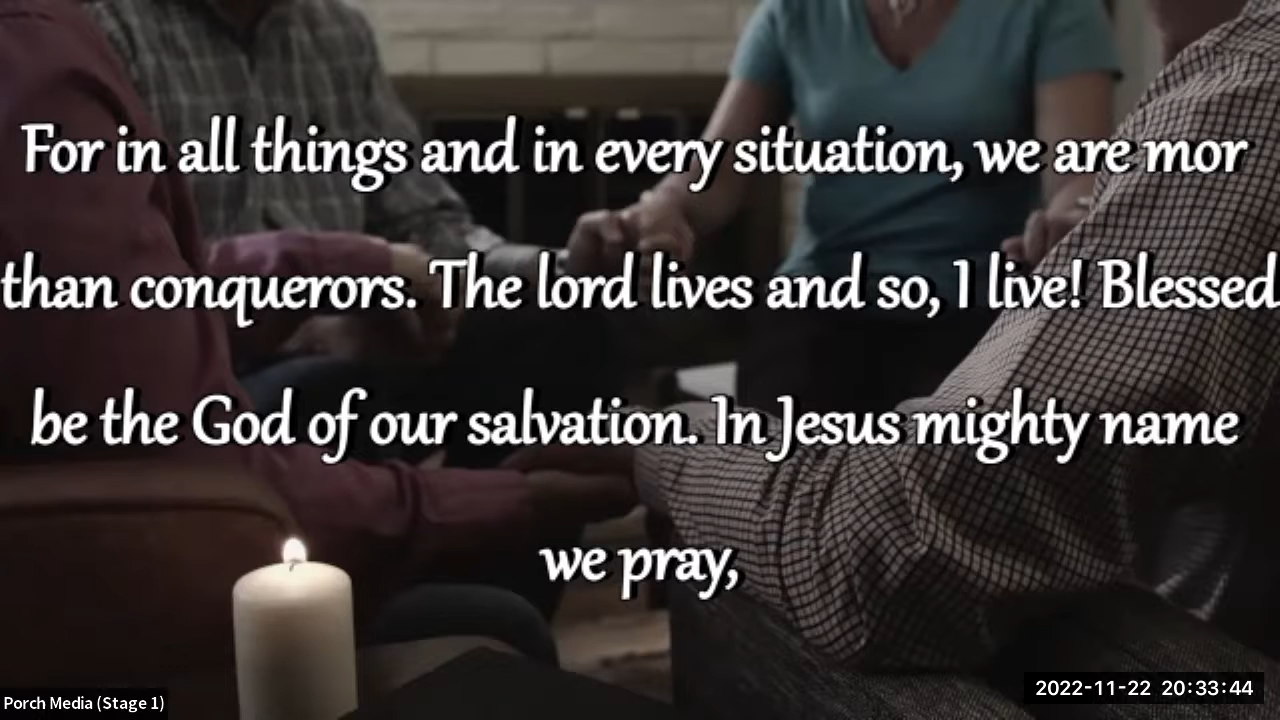 For in all things and in every situation, we are mor
than conquerors. The lord lives and so, I live! Blessed
be the God of our salvation. In Jesus mighty name
we pray,
Porch Media (Stage 1)
2022-11-22 20:33:44